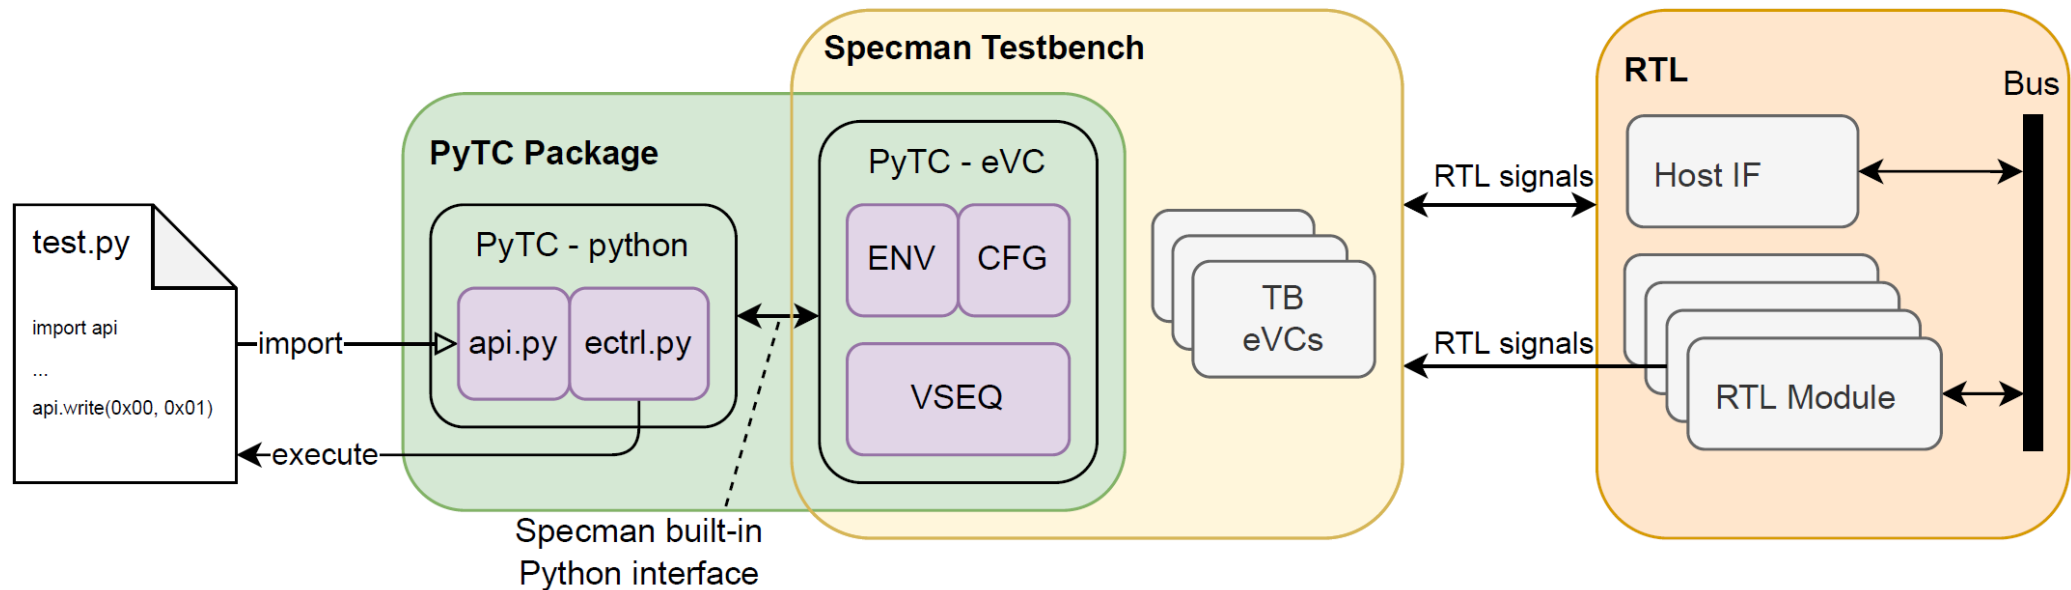 test.py
import api
...
api.write(0x00, 0x01)
import
execute
PyTC Package
PyTC - python
api.py
ectrl.py
Specman built-in
Python interface
Specman Testbench
PyTC - eVC
ENV
CFG
VSEQ
TB
eVCs
RTL signals
RTL signals
RTL
Bus
Host IF
RTL Module